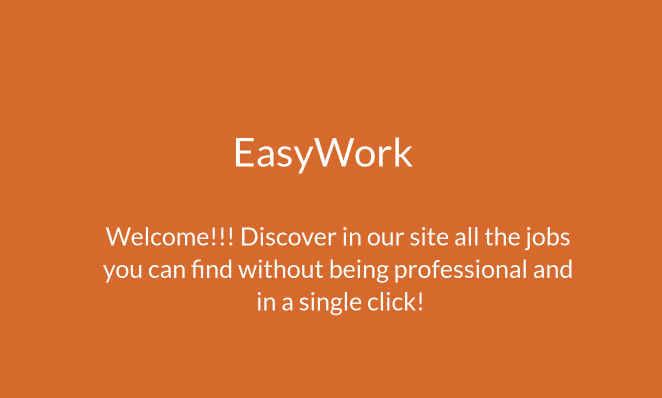 EasyWork
Welcome!!! Discover in our site all the jobs
you can find without being professional and
in a single click!